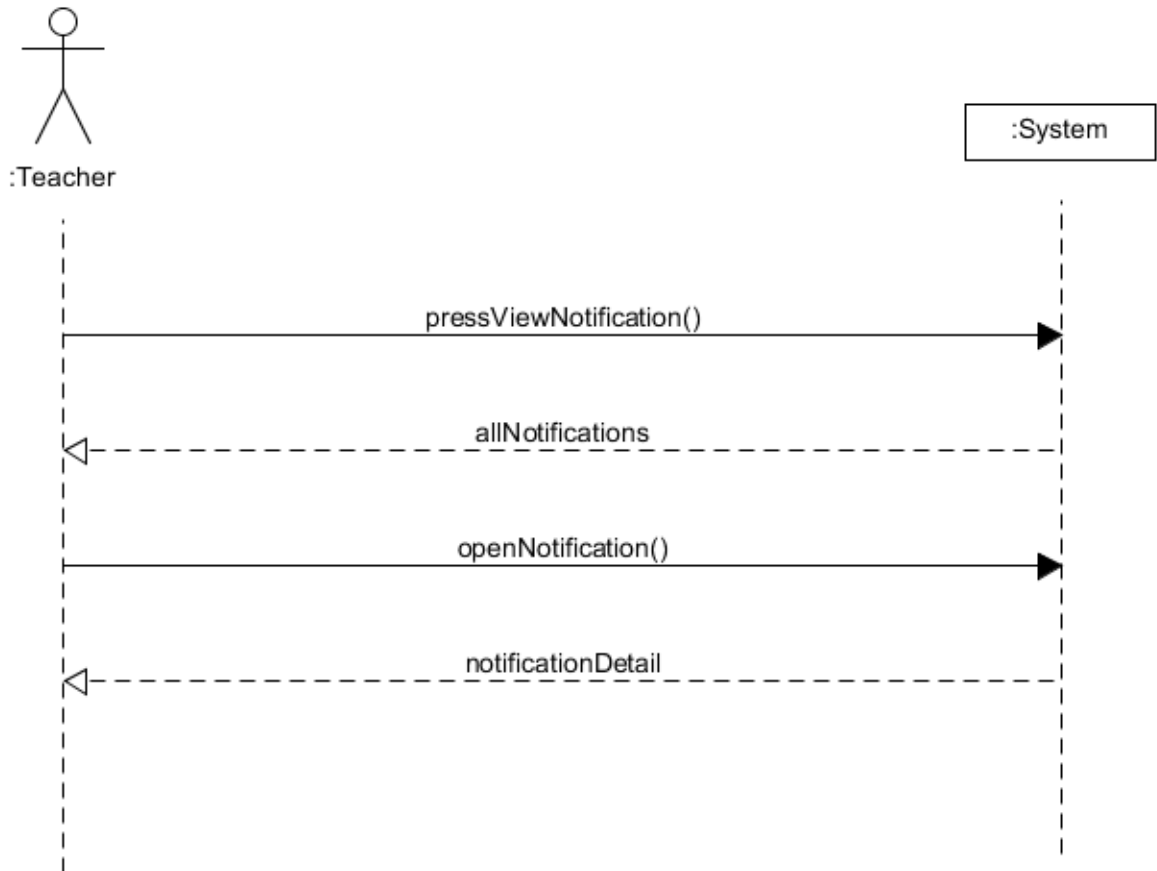 :System
:Teacher
pressViewNotification()
allNotifications
openNotification()
notificationDetail